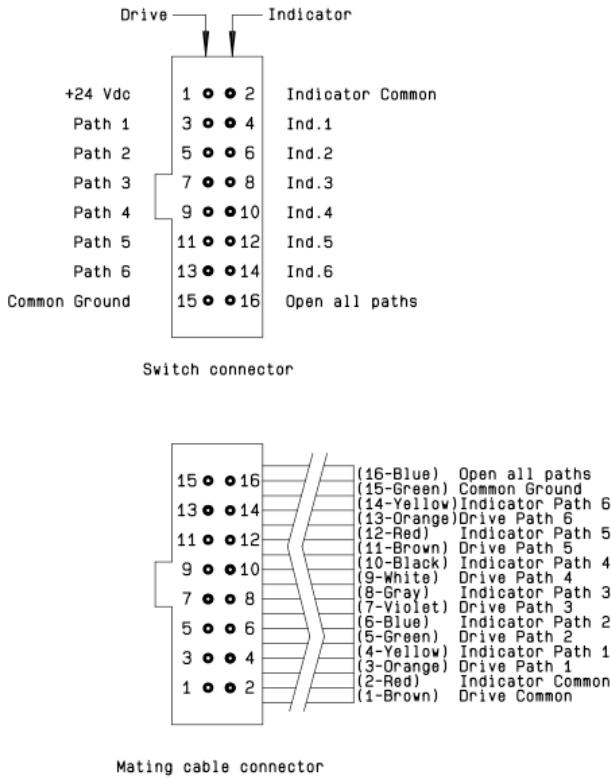 Drive Indicator
+24 Vdc 1 2 Indicator Common
Path 1 3 4 Ind.1
Path 2 5 6 Ind.2
Path 3 7 8 Ind.3
Path 4 9 10 Ind.4
Path 5 11 12 Ind.5
Path 6 13 14 Ind.6
Common Ground 15 16 Open all paths
Switch connector
15 16
13 14
11 12
9 10
7 8
5 6
3 4
1 2
(16-Blue) Open all paths
(15-Green) Common Ground
(14-Yellow) Indicator Path 6
(13-Orange) Drive Path 6
(12-Red) Indicator Path 5
(11-Brown) Drive Path 5
(10-Black) Indicator Path 4
(9-White) Drive Path 4
(8-Gray) Indicator Path 3
(7-Violet) Drive Path 3
(6-Blue) Indicator Path 2
(5-Green) Drive Path 2
(4-Yellow) Indicator Path 1
(3-Orange) Drive Path 1
(2-Red) Indicator Common
(1-Brown) Drive Common
Mating cable connector